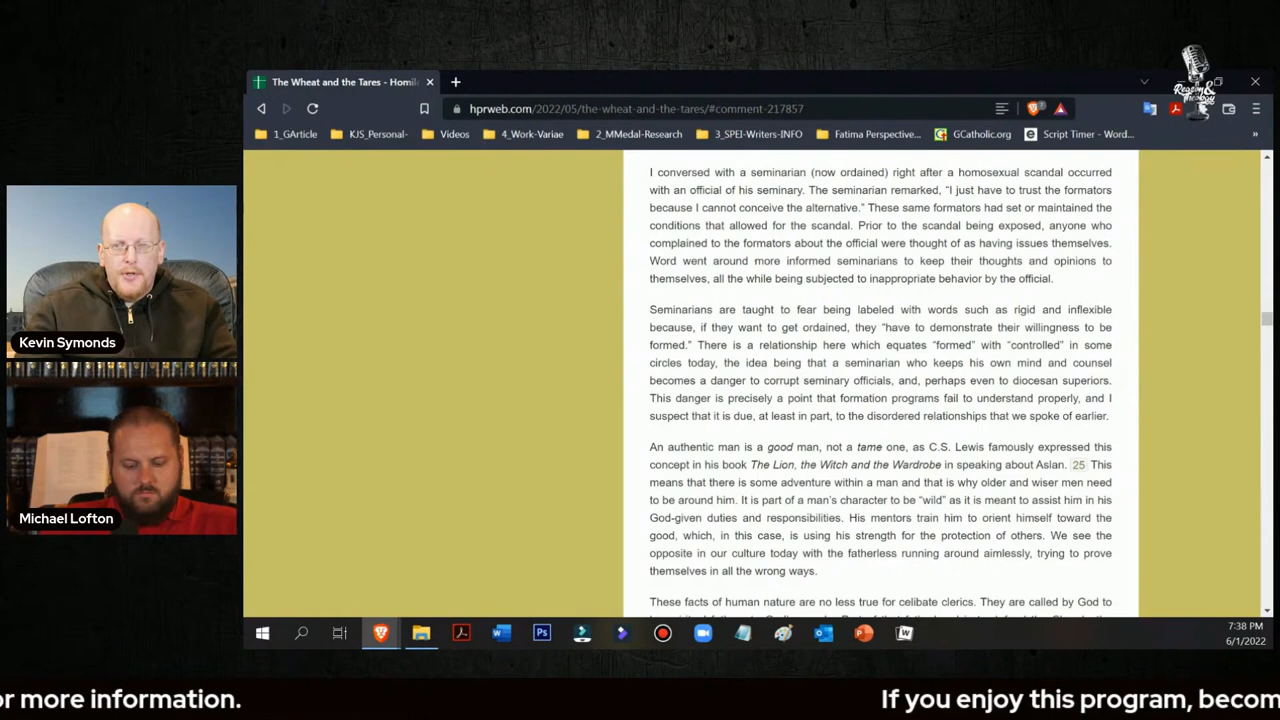 The Wheat and the Tares - Homil
hprweb.com/2022/05/the-wheat-and-the-tares/#comment-217857
1_GArticle
KJS_Personal-
Videos
4_Work-Variae
2_MMedal-Research
3_SPEI-Writers-INFO
Fatima Perspective...
GCatholic.org
Script Timer - Word...
»
Reason &
Theology
I conversed with a seminarian (now ordained) right after a homosexual scandal occurred
with an official of his seminary. The seminarian remarked, “I just have to trust the formators
because I cannot conceive the alternative.” These same formators had set or maintained the
conditions that allowed for the scandal. Prior to the scandal being exposed, anyone who
complained to the formators about the official were thought of as having issues themselves.
Word went around more informed seminarians to keep their thoughts and opinions to
themselves, all the while being subjected to inappropriate behavior by the official.
Seminarians are taught to fear being labeled with words such as rigid and inflexible
because, if they want to get ordained, they “have to demonstrate their willingness to be
formed.” There is a relationship here which equates “formed” with “controlled” in some
circles today, the idea being that a seminarian who keeps his own mind and counsel
becomes a danger to corrupt seminary officials, and, perhaps even to diocesan superiors.
This danger is precisely a point that formation programs fail to understand properly, and I
suspect that it is due, at least in part, to the disordered relationships that we spoke of earlier.
An authentic man is a good man, not a tame one, as C.S. Lewis famously expressed this
concept in his book The Lion, the Witch and the Wardrobe in speaking about Aslan. 25 This
means that there is some adventure within a man and that is why older and wiser men need
to be around him. It is part of a man’s character to be “wild” as it is meant to assist him in his
God-given duties and responsibilities. His mentors train him to orient himself toward the
good, which, in this case, is using his strength for the protection of others. We see the
opposite in our culture today with the fatherless running around aimlessly, trying to prove
themselves in all the wrong ways.
These facts of human nature are no less true for celibate clerics. They are called by God to
Kevin Symonds
Michael Lofton
7:38 PM
6/1/2022
or more information.
If you enjoy this program, becom